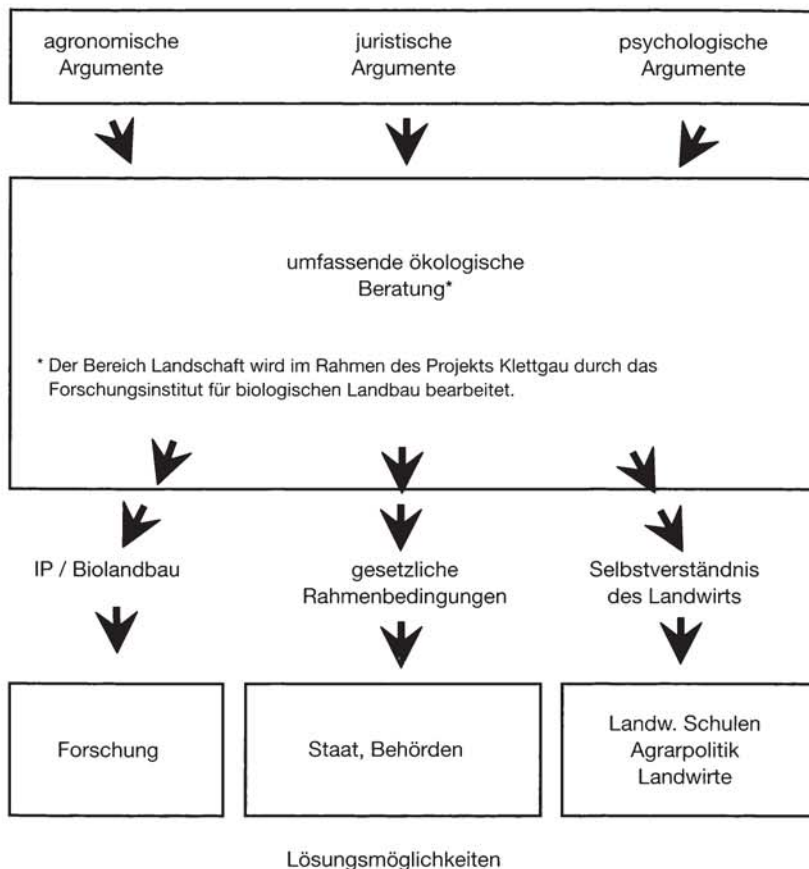 agronomische
Argumente
juristische
Argumente
psychologische
Argumente
umfassende ökologische
Beratung*
* Der Bereich Landschaft wird im Rahmen des Projekts Klettgau durch das
Forschungsinstitut für biologischen Landbau bearbeitet.
IP / Biolandbau
gesetzliche
Rahmenbedingungen
Selbstverständnis
des Landwirts
Forschung
Staat, Behörden
Landw. Schulen
Agrarpolitik
Landwirte
Lösungsmöglichkeiten